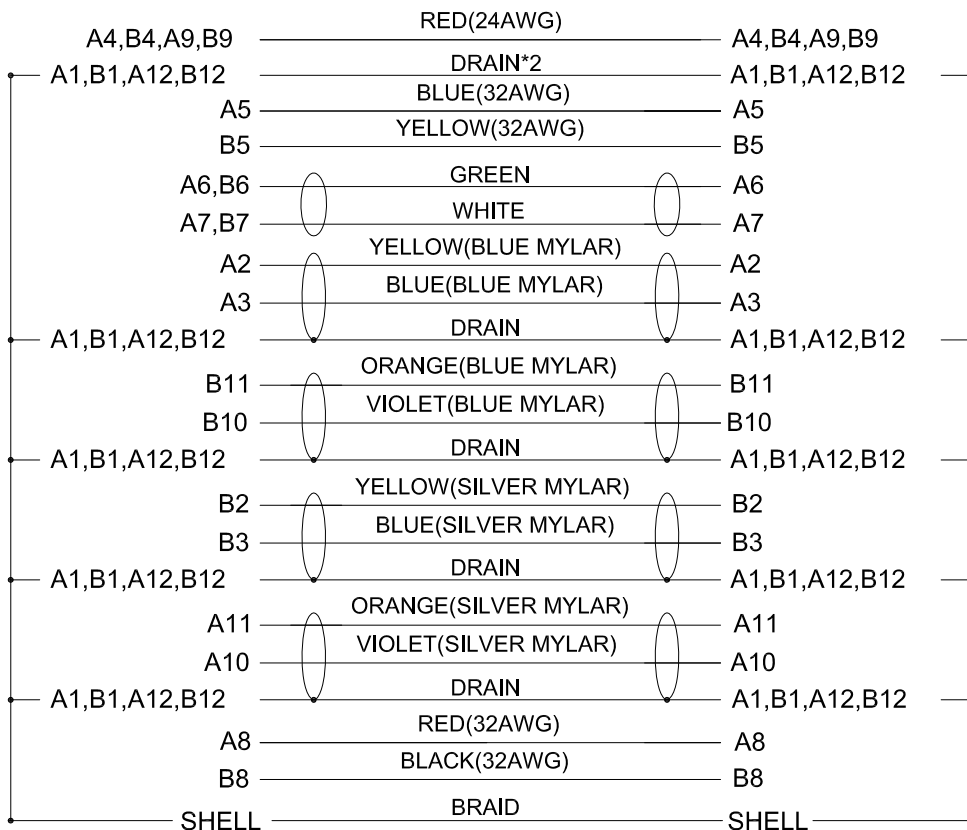 A4,B4,A9,B9 RED(24AWG) A4,B4,A9,B9
A1,B1,A12,B12 DRAIN*2 A1,B1,A12,B12
A5 BLUE(32AWG) A5
B5 YELLOW(32AWG) B5
A6,B6 GREEN A6
A7,B7 WHITE A7
A2 YELLOW(BLUE MYLAR) A2
A3 BLUE(BLUE MYLAR) A3
A1,B1,A12,B12 DRAIN A1,B1,A12,B12
B11 ORANGE(BLUE MYLAR) B11
B10 VIOLET(BLUE MYLAR) B10
A1,B1,A12,B12 DRAIN A1,B1,A12,B12
B2 YELLOW(SILVER MYLAR) B2
B3 BLUE(SILVER MYLAR) B3
A1,B1,A12,B12 DRAIN A1,B1,A12,B12
A11 ORANGE(SILVER MYLAR) A11
A10 VIOLET(SILVER MYLAR) A10
A1,B1,A12,B12 DRAIN A1,B1,A12,B12
A8 RED(32AWG) A8
B8 BLACK(32AWG) B8
SHELL BRAID SHELL